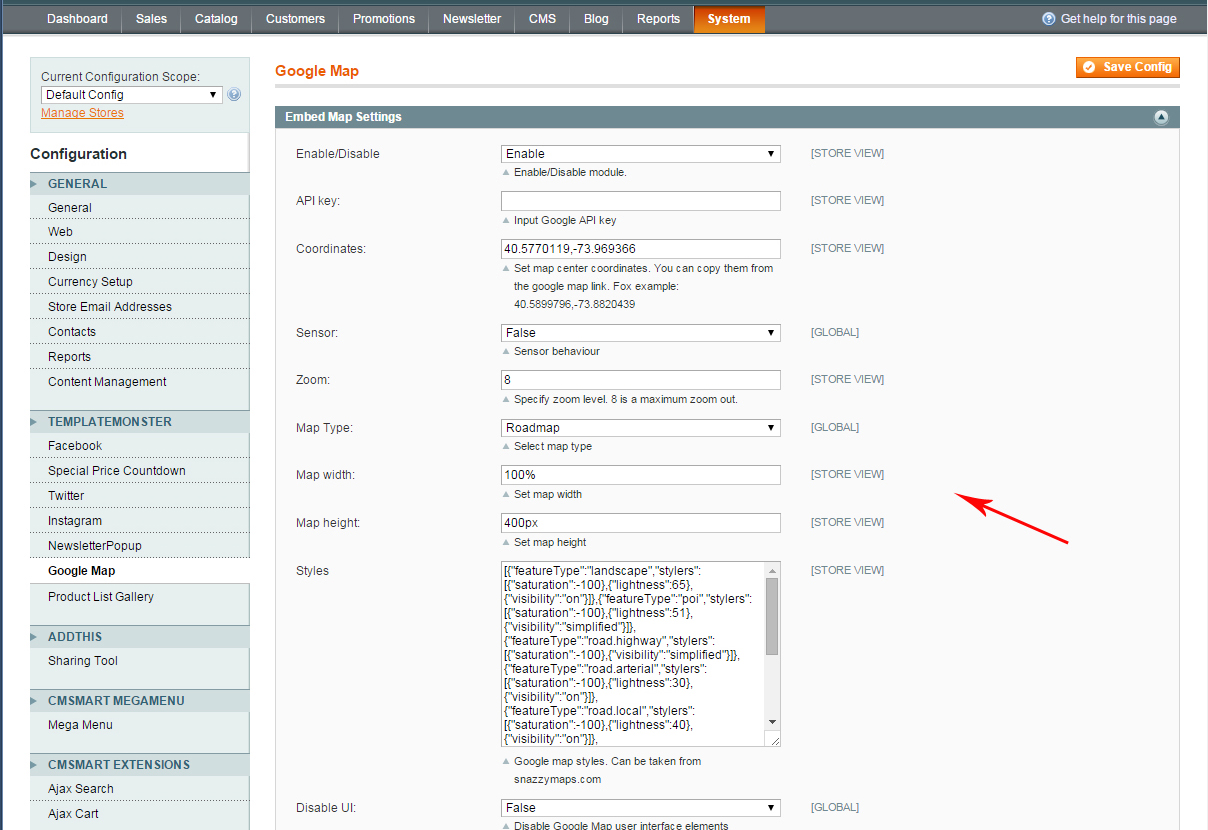 Dashboard Sales Catalog Customers Promotions Newsletter CMS Blog Reports System Get help for this page
Current Configuration Scope:
Default Config
Manage Stores
Configuration
GENERAL
General
Web
Design
Currency Setup
Store Email Addresses
Contacts
Reports
Content Management
TEMPLATEMONSTER
Facebook
Special Price Countdown
Twitter
Instagram
NewsletterPopup
Google Map
Product List Gallery
ADDTHIS
Sharing Tool
CMSMART MEGAMENU
Mega Menu
CMSMART EXTENSIONS
Ajax Search
Ajax Cart
Google Map Save Config
Embed Map Settings
Enable/Disable Enable [STORE VIEW]
Enable/Disable module.
API key: [STORE VIEW]
Input Google API key
Coordinates: 40.5770119,-73.969366 [STORE VIEW]
Set map center coordinates. You can copy them from
the google map link. Fox example:
40.5899796,-73.8820439
Sensor: False [GLOBAL]
Sensor behaviour
Zoom: 8 [STORE VIEW]
Specify zoom level. 8 is a maximum zoom out.
Map Type: Roadmap [GLOBAL]
Select map type
Map width: 100% [STORE VIEW]
Set map width
Map height: 400px [STORE VIEW]
Set map height
Styles [{"featureType":"landscape","stylers": [STORE VIEW]
[{"saturation":-100},{"lightness":65},
{"visibility":"on"}]},{"featureType":"poi","stylers":
[{"saturation":-100},{"lightness":51},
{"visibility":"simplified"}]},
{"featureType":"road.highway","stylers":
[{"saturation":-100},{"visibility":"simplified"}]},
{"featureType":"road.arterial","stylers":
[{"saturation":-100},{"lightness":30},
{"visibility":"on"}]},
{"featureType":"road.local","stylers":
[{"saturation":-100},{"lightness":40},
{"visibility":"on"}]},
Google map styles. Can be taken from
snazzymaps.com
Disable UI: False [GLOBAL]
Disable Google Map user interface elements